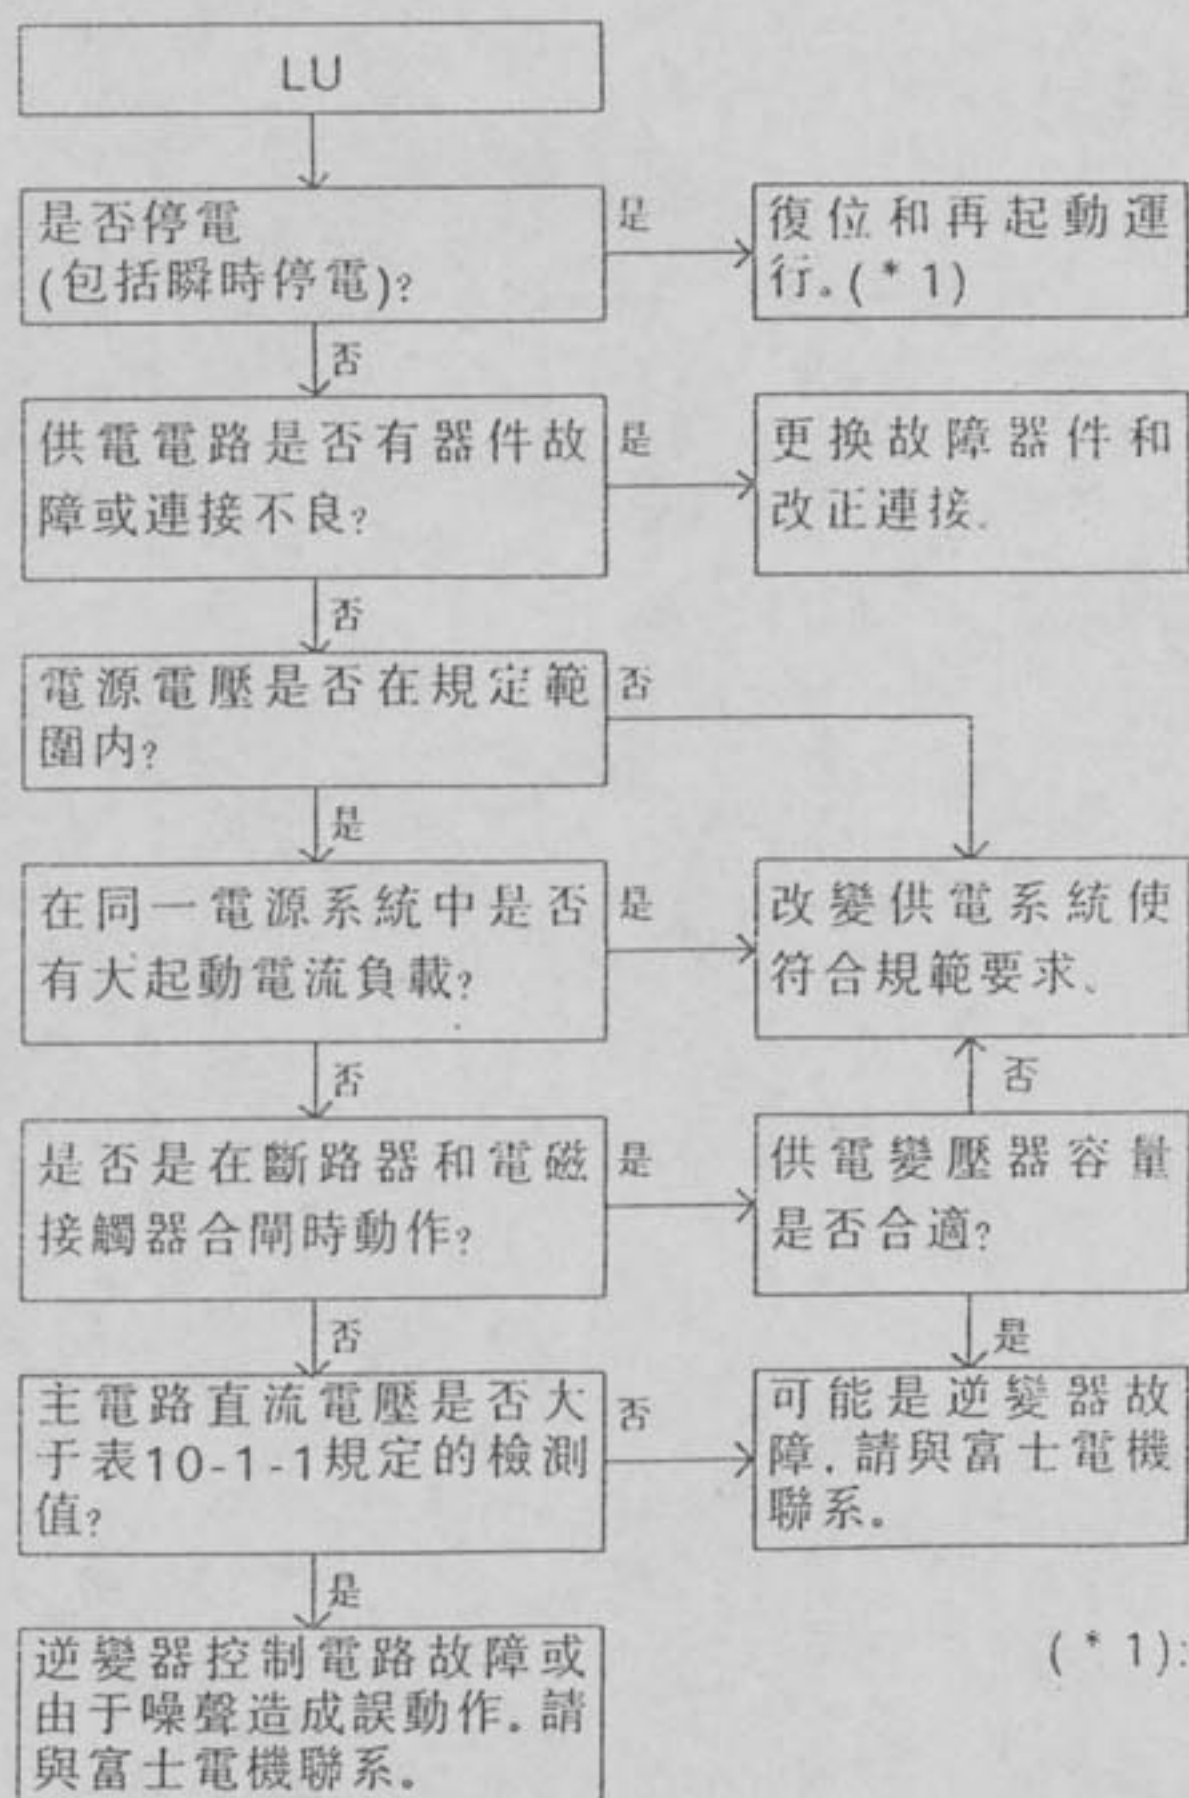 LU
是否停電
(包括瞬時停電)?
是
復位和再起動運
行。(*1)
否
供電電路是否有器件故
障或連接不良?
是
更换故障器件和
改正連接.
否
電源電壓是否在規定範
圍内?
否
是
在同一電源系統中是否
有大起動電流負載?
是
改變供電系統使
符合規範要求、
否
否
是否是在斷路器和電磁
接觸器合閘時動作?
是
供電變壓器容量
是否合適?
否
是
主電路直流電壓是否大
于表10-1-1規定的檢測
值?
否
可能是逆變器故
障.請與富士電機
聯系。
是
逆變器控制電路故障或
由于噪聲造成誤動作。請
與富士電機聯系。
(*1):